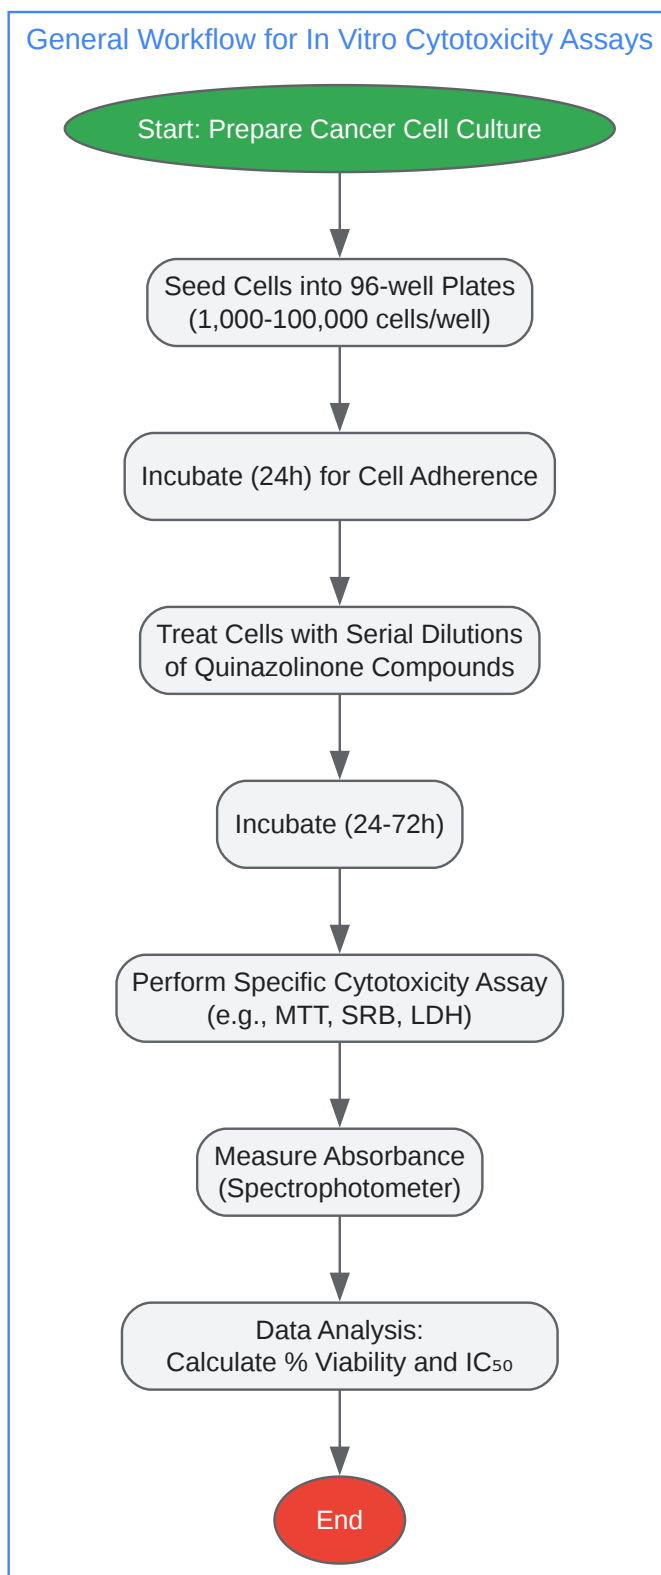 General Workflow for In Vitro Cytotoxicity Assays
Start: Prepare Cancer Cell Culture
Seed Cells into 96-well Plates
(1,000-100,000 cells/well)
Incubate (24h) for Cell Adherence
Treat Cells with Serial Dilutions
of Quinazolinone Compounds
Incubate (24-72h)
Perform Specific Cytotoxicity Assay
(e.g., MTT, SRB, LDH)
Measure Absorbance
(Spectrophotometer)
Data Analysis:
Calculate % Viability and IC₅₀
End